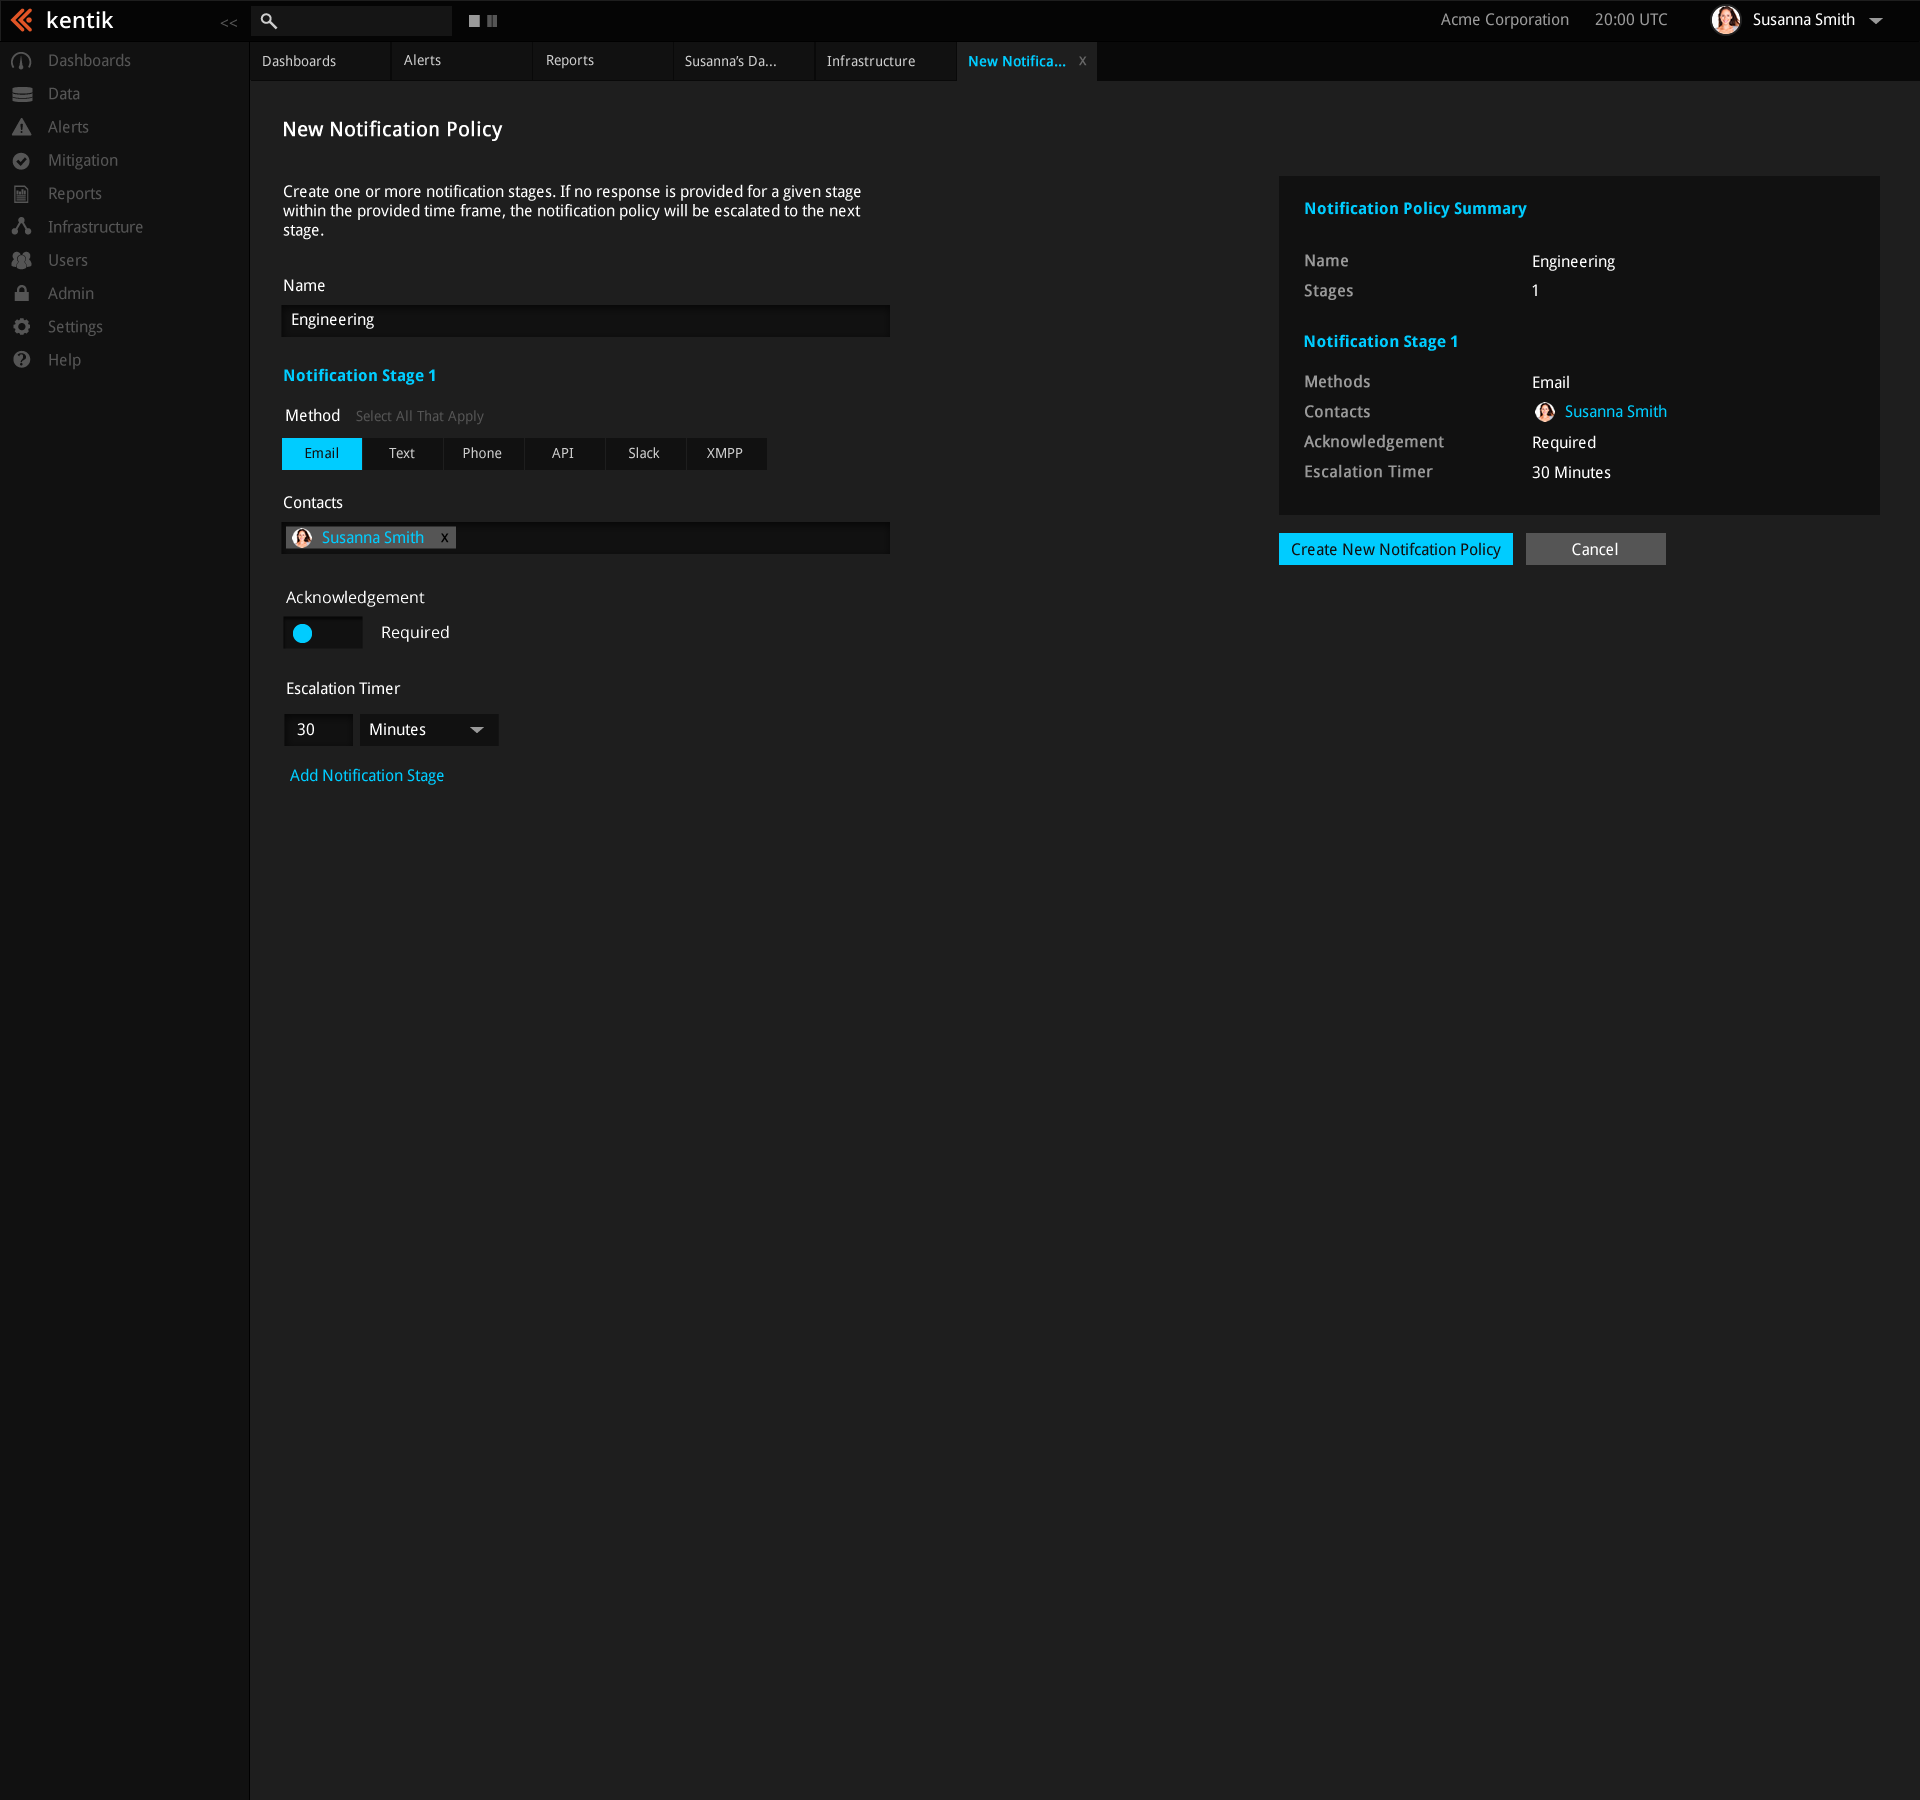 kentik
<<
Acme Corporation
20:00 UTC
Susanna Smith
Dashboards
Data
Alerts
Mitigation
Reports
Infrastructure
Users
Admin
Settings
Help
Dashboards
Alerts
Reports
Susanna’s Da...
Infrastructure
New Notifica...
X
New Notification Policy
Create one or more notification stages. If no response is provided for a given stage
within the provided time frame, the notification policy will be escalated to the next
stage.
Name
Engineering
Notification Stage 1
Method Select All That Apply
Email
Text
Phone
API
Slack
XMPP
Contacts
Susanna Smith X
Acknowledgement
Required
Escalation Timer
30
Minutes
Add Notification Stage
Notification Policy Summary
Name Engineering
Stages 1
Notification Stage 1
Methods Email
Contacts Susanna Smith
Acknowledgement Required
Escalation Timer 30 Minutes
Create New Notifcation Policy
Cancel